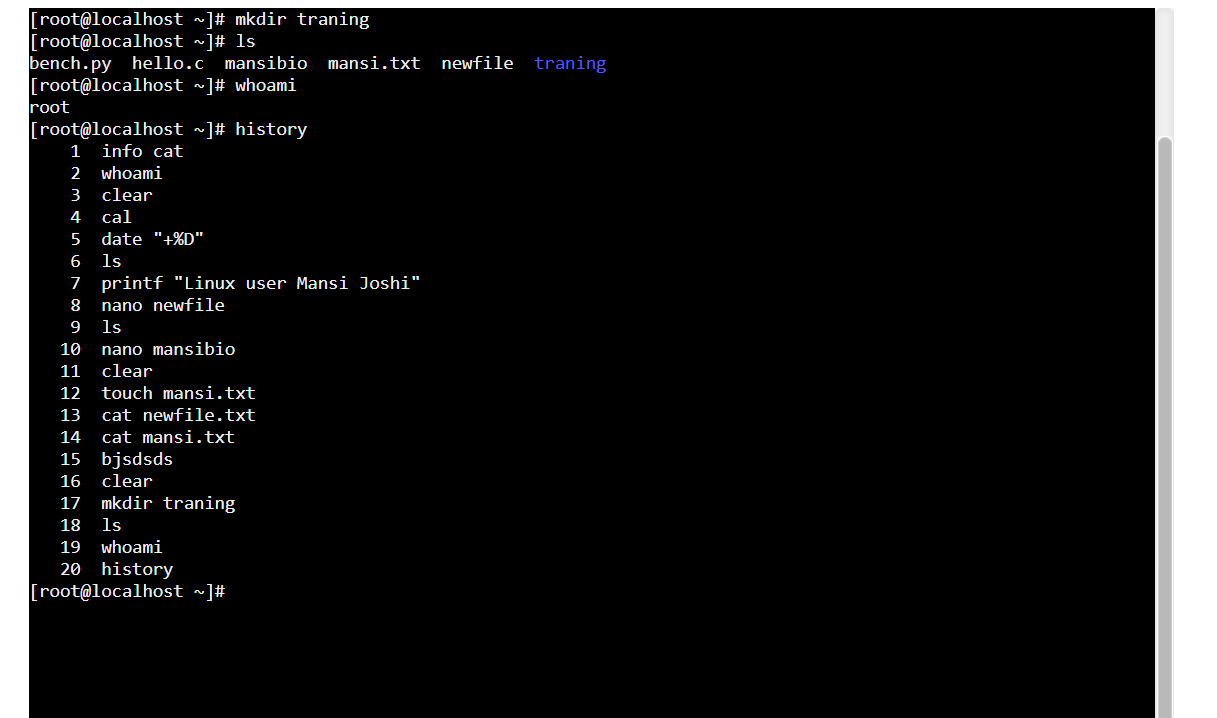 [root@localhost ~]# mkdir traning
[root@localhost ~]# ls
bench.py  hello.c  mansibio  mansi.txt  newfile  traning
[root@localhost ~]# whoami
root
[root@localhost ~]# history
    1  info cat
    2  whoami
    3  clear
    4  cal
    5  date "+%D"
    6  ls
    7  printf "Linux user Mansi Joshi"
    8  nano newfile
    9  ls
   10  nano mansibio
   11  clear
   12  touch mansi.txt
   13  cat newfile.txt
   14  cat mansi.txt
   15  bjsdsds
   16  clear
   17  mkdir traning
   18  ls
   19  whoami
   20  history
[root@localhost ~]#